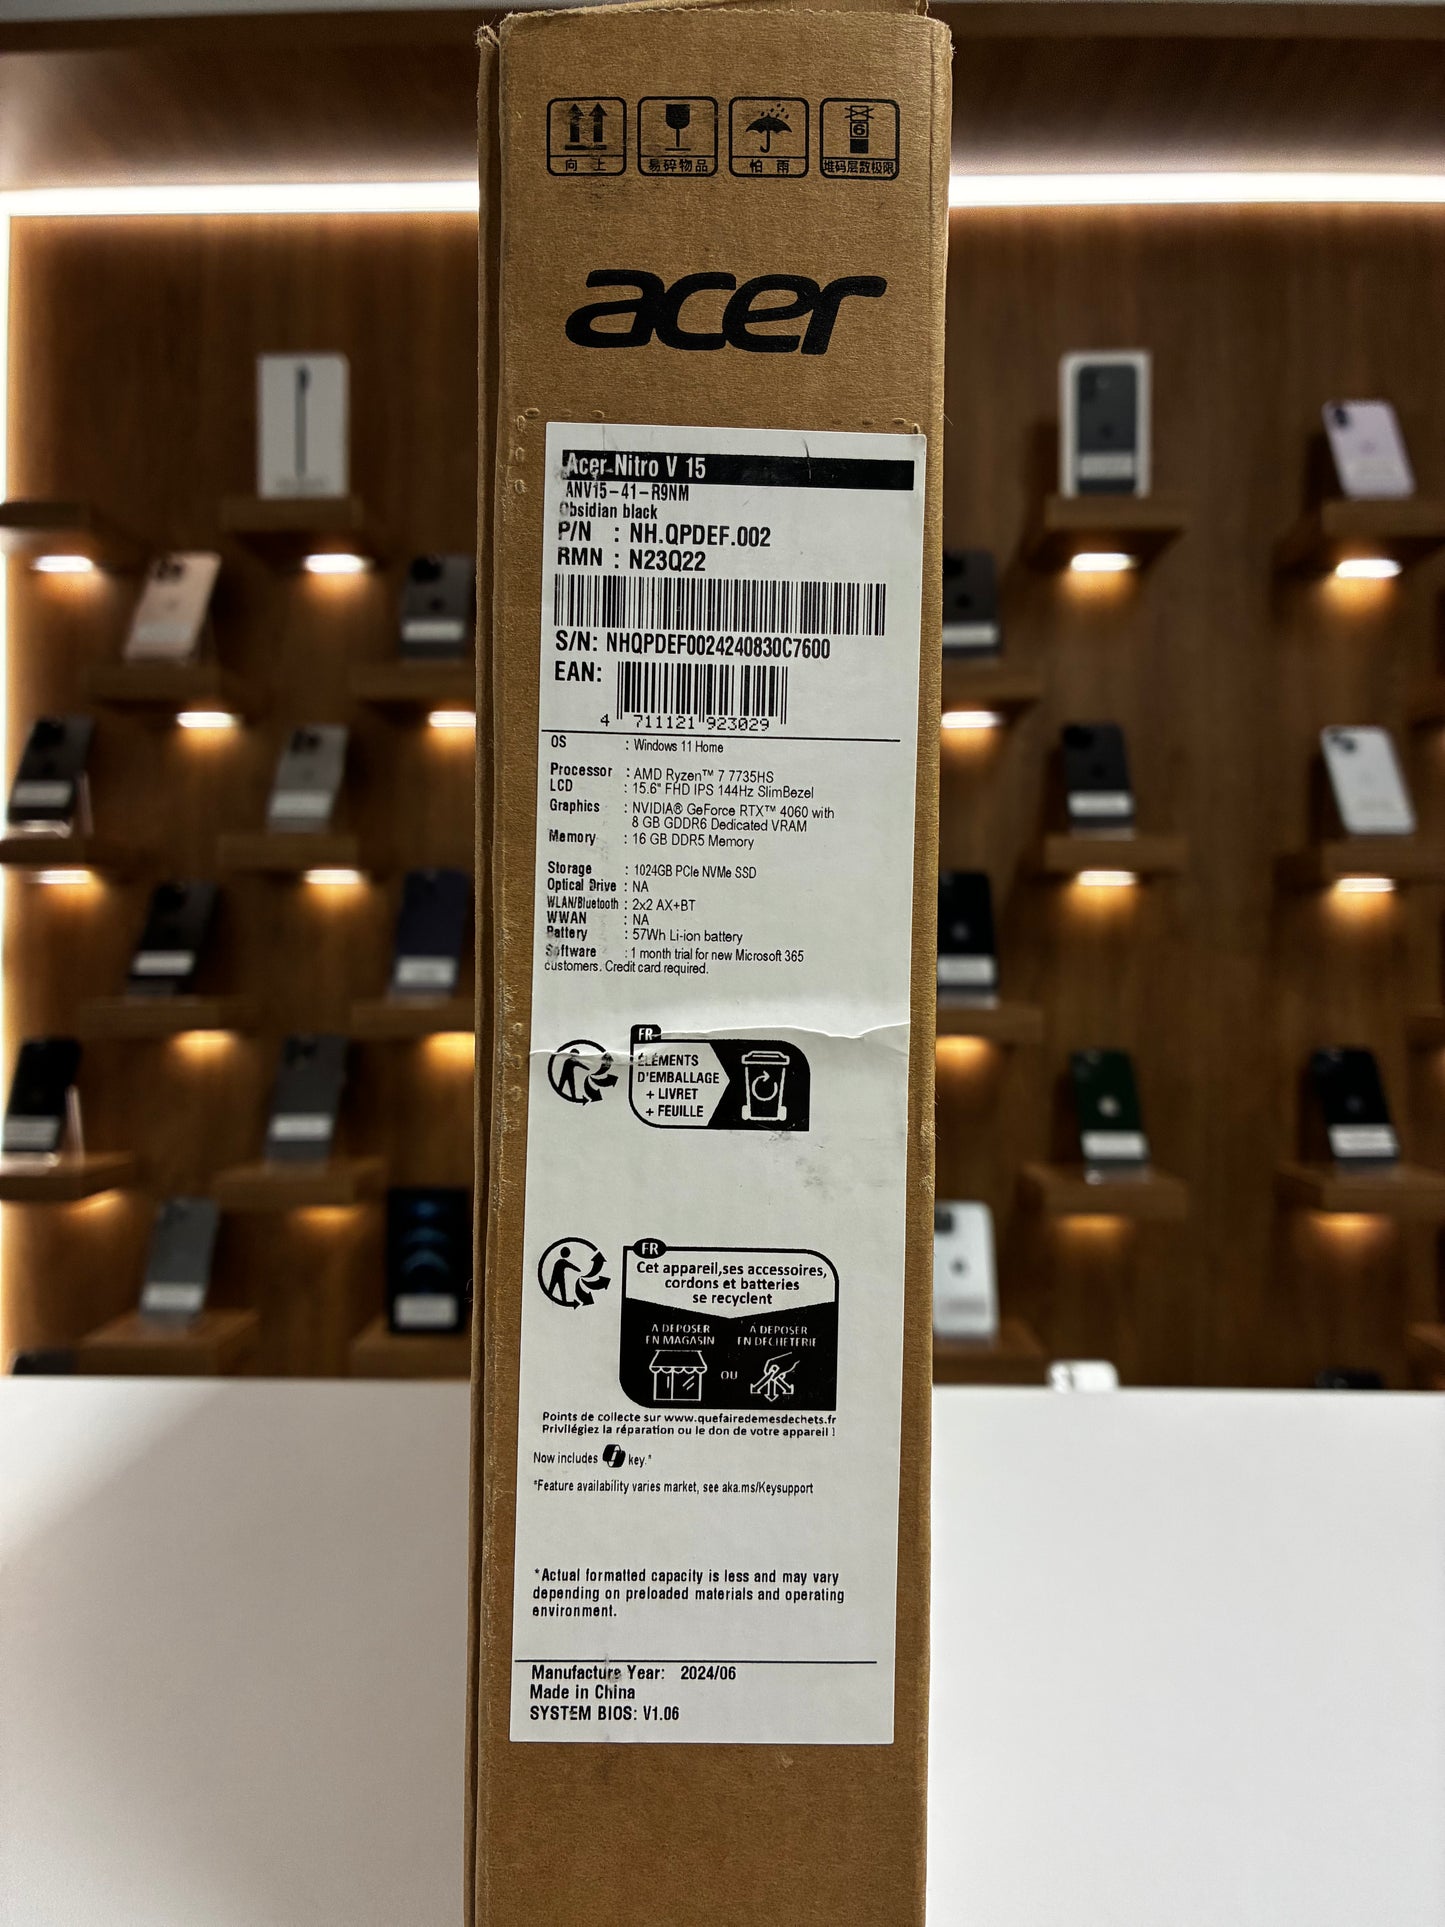 向 上
易碎物品
怕 雨
6
堆码层数极限
acer
Acer Nitro V 15
ANV15-41-R9NM
Obsidian black
P/N : NH.QPDEF.002
RMN : N23Q22
S/N: NHQPDEF0024240830C7600
EAN:
4 711121 923029
OS : Windows 11 Home
Processor : AMD Ryzen™ 7 7735HS
LCD : 15.6" FHD IPS 144Hz SlimBezel
Graphics : NVIDIA® GeForce RTX™ 4060 with
8 GB GDDR6 Dedicated VRAM
Memory : 16 GB DDR5 Memory
Storage : 1024GB PCIe NVMe SSD
Optical Drive : NA
WLAN/Bluetooth : 2x2 AX+BT
WWAN : NA
Battery : 57Wh Li-ion battery
Software : 1 month trial for new Microsoft 365
customers. Credit card required.
FR
ÉLÉMENTS
D'EMBALLAGE
+ LIVRET
+ FEUILLE
FR
Cet appareil,ses accessoires,
cordons et batteries
se recyclent
À DÉPOSER
EN MAGASIN
OU
À DÉPOSER
EN DÉCHÈTERIE
Points de collecte sur www.quefairedemesdechets.fr
Privilégiez la réparation ou le don de votre appareil !
Now includes key.*
*Feature availability varies market, see aka.ms/Keysupport
*Actual formatted capacity is less and may vary
depending on preloaded materials and operating
environment.
Manufacture Year: 2024/06
Made in China
SYSTEM BIOS: V1.06